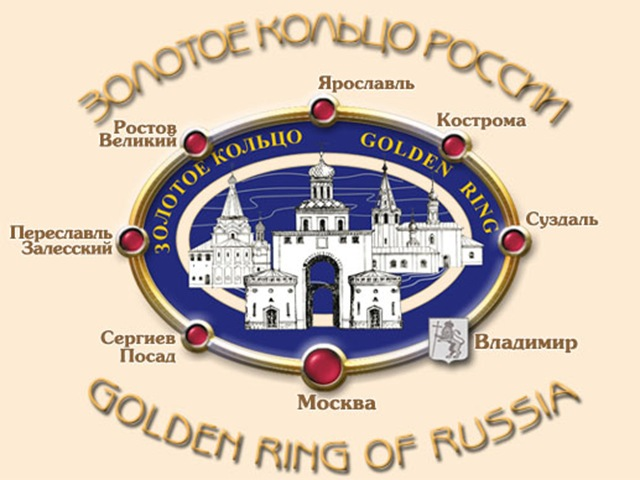 ЗОЛОТОЕ КОЛЬЦО РОССИИ
Ярославль
Ростов
Великий
Кострома
ЗОЛОТОЕ КОЛЬЦО
GOLDEN RING
Переславль
Залесский
Суздаль
Сергиев
Посад
Владимир
Москва
GOLDEN RING OF RUSSIA